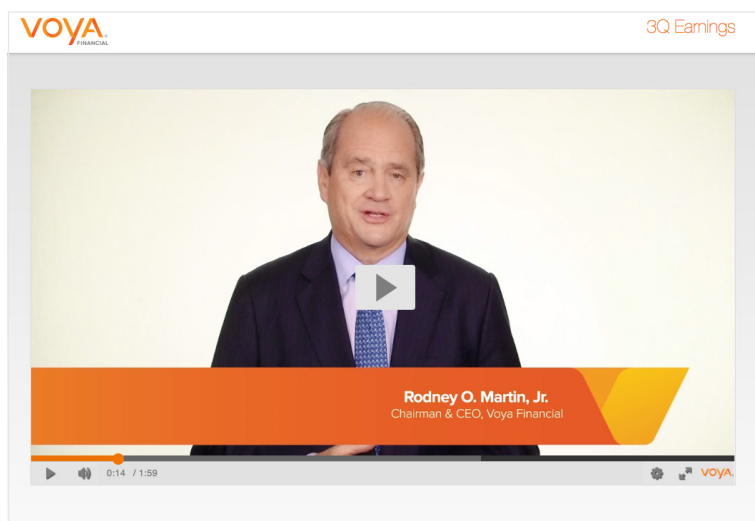 VOYA.
FINANCIAL
3Q Earnings
Rodney O. Martin, Jr.
Chairman & CEO, Voya Financial
0:14 / 1:59
VOYA.